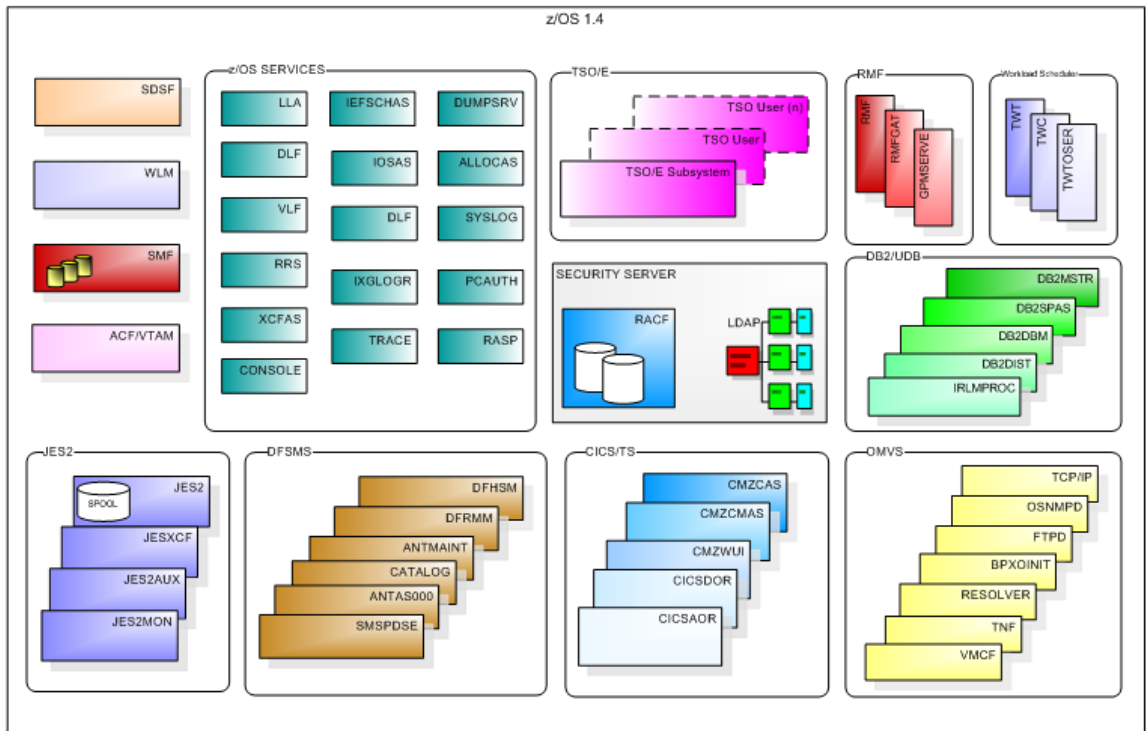 z/OS 1.4
SDSF
WLM
SMF
ACF/VTAM
z/OS SERVICES
LLA
IEFSCHAS
DUMPSRV
DLF
IOSAS
ALLOCAS
VLF
DLF
SYSLOG
RRS
IXGLOGR
PCAUTH
XCFAS
TRACE
RASP
CONSOLE
TSO/E
TSO User (n)
TSO User
TSO/E Subsystem
RMF
RMF
RMFGAT
GPMSERVE
Workload Scheduler
TWT
TWC
TWTOSER
SECURITY SERVER
RACF
LDAP
DB2/UDB
DB2MSTR
DB2SPAS
DB2DBM
DB2DIST
IRLMPROC
JES2
JES2
SPOOL
JESXCF
JES2AUX
JES2MON
DFSMS
DFHSM
DFRMM
ANTMAINT
CATALOG
ANTAS000
SMSPDSE
CICS/TS
CMZCAS
CMZCMAS
CMZWUI
CICSDOR
CICSAOR
OMVS
TCP/IP
OSNMPD
FTPD
BPXOINIT
RESOLVER
TNF
VMCF